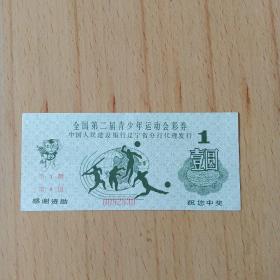 全国第二届青少年运动会彩券
中国人民建设银行辽宁省分行代理发行
1
壹圆
感谢资助
祝您中奖